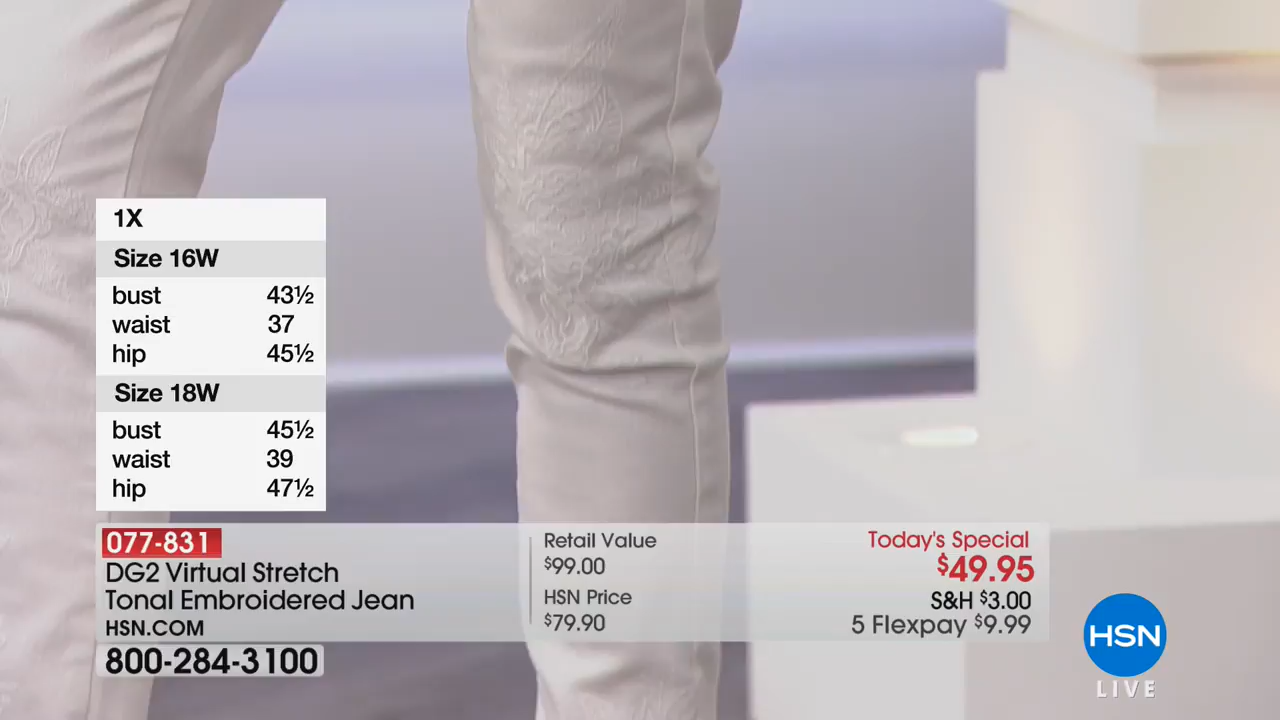 1X
Size 16W
bust 43½
waist 37
hip 45½
Size 18W
bust 45½
waist 39
hip 47½
077-831
DG2 Virtual Stretch
Tonal Embroidered Jean
HSN.COM
800-284-3100
Retail Value
$99.00
HSN Price
$79.90
Today's Special
$49.95
S&H $3.00
5 Flexpay $9.99
HSN
LIVE